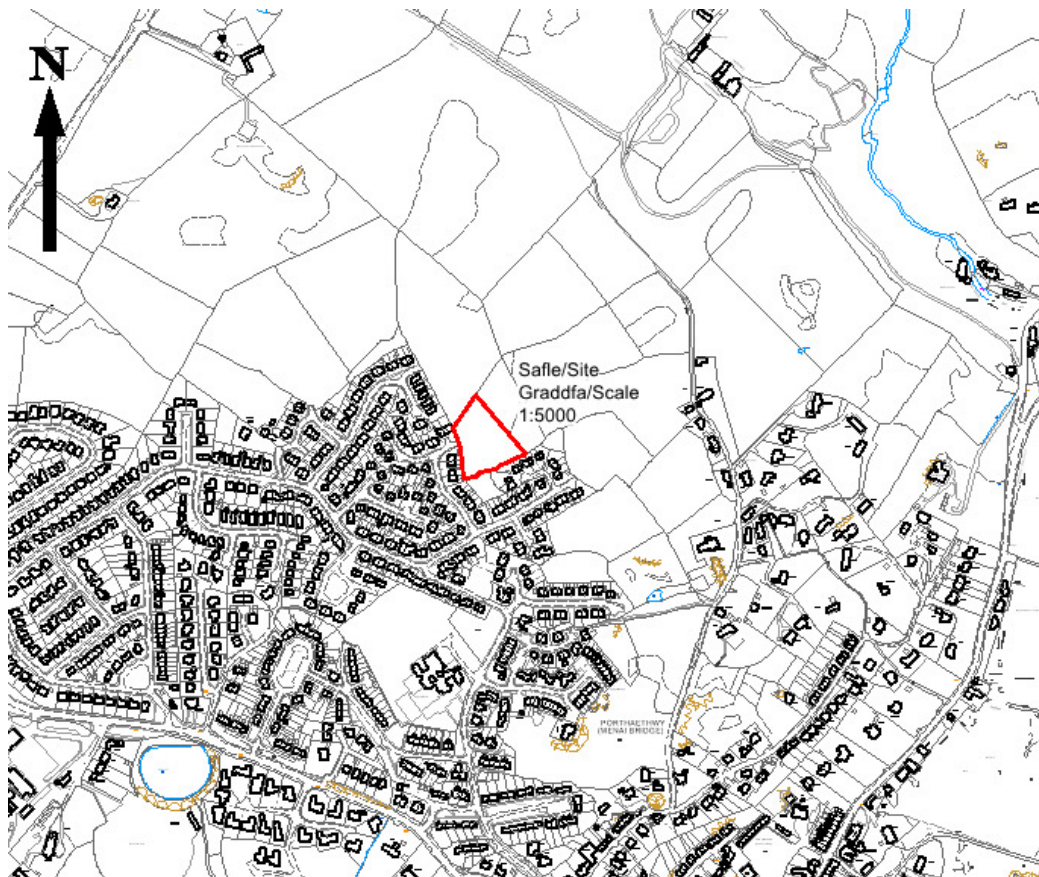 N
Safle/Site
Graddfa/Scale
1:5000
PORTHAETHWY
(MENAI BRIDGE)